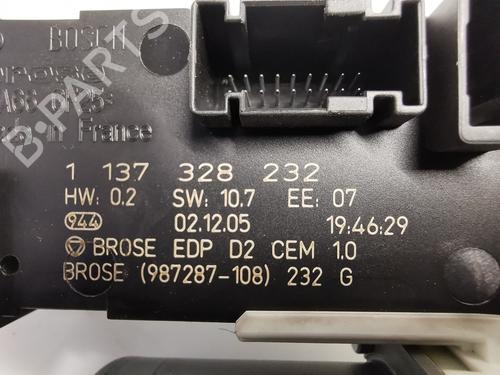 BOSCH
in France
B-PARTS
1 137 328 232
HW: 0.2 SW: 10.7 EE: 07
944 02.12.05 19:46:29
BROSE EDP D2 CEM 1.0
BROSE (987287-108) 232 G